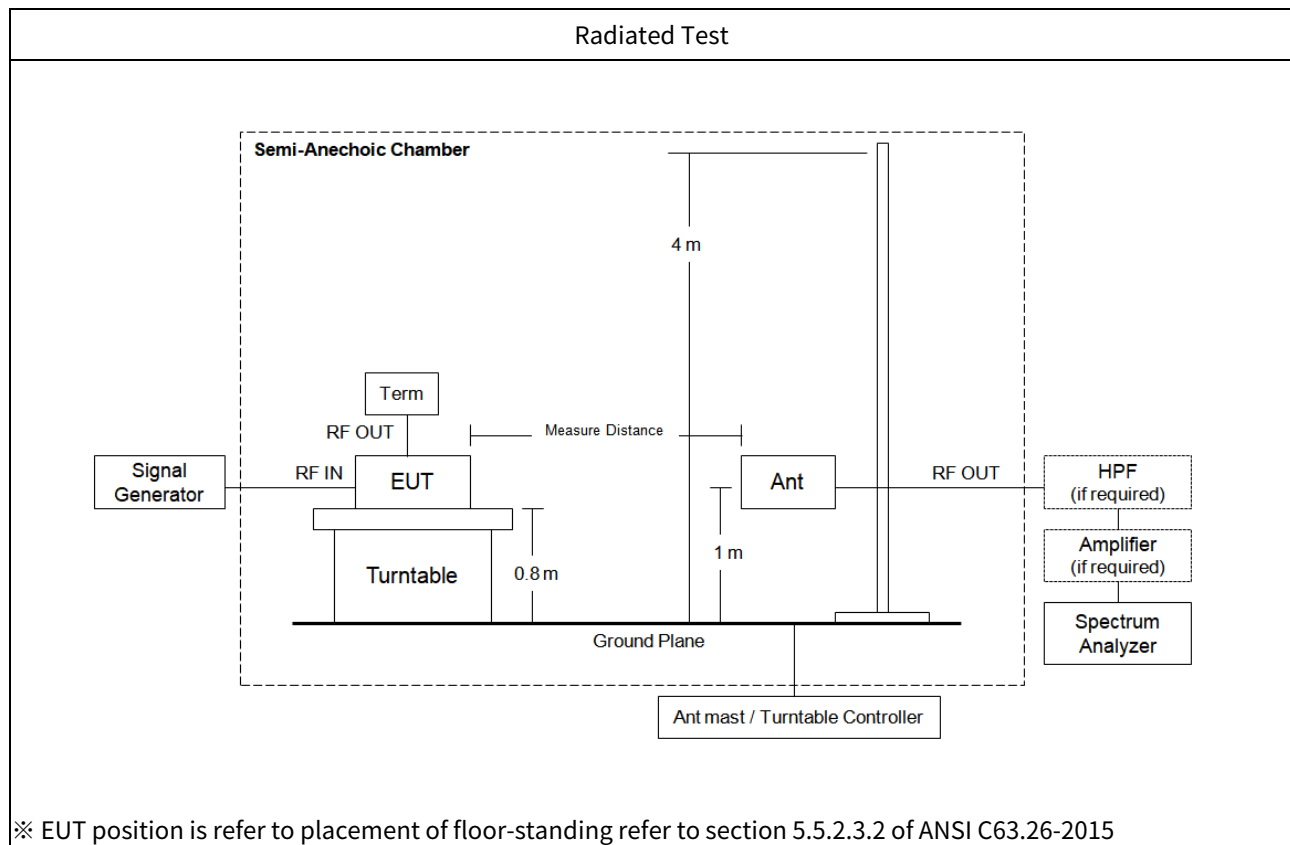 Radiated Test
Semi-Anechoic Chamber
4 m
Term
RF OUT
Measure Distance
Signal
Generator
RF IN
EUT
Ant
RF OUT
HPF
(if required)
Turntable
0.8 m
1 m
Amplifier
(if required)
Spectrum
Analyzer
Ground Plane
Ant mast / Turntable Controller
※ EUT position is refer to placement of floor-standing refer to section 5.5.2.3.2 of ANSI C63.26-2015